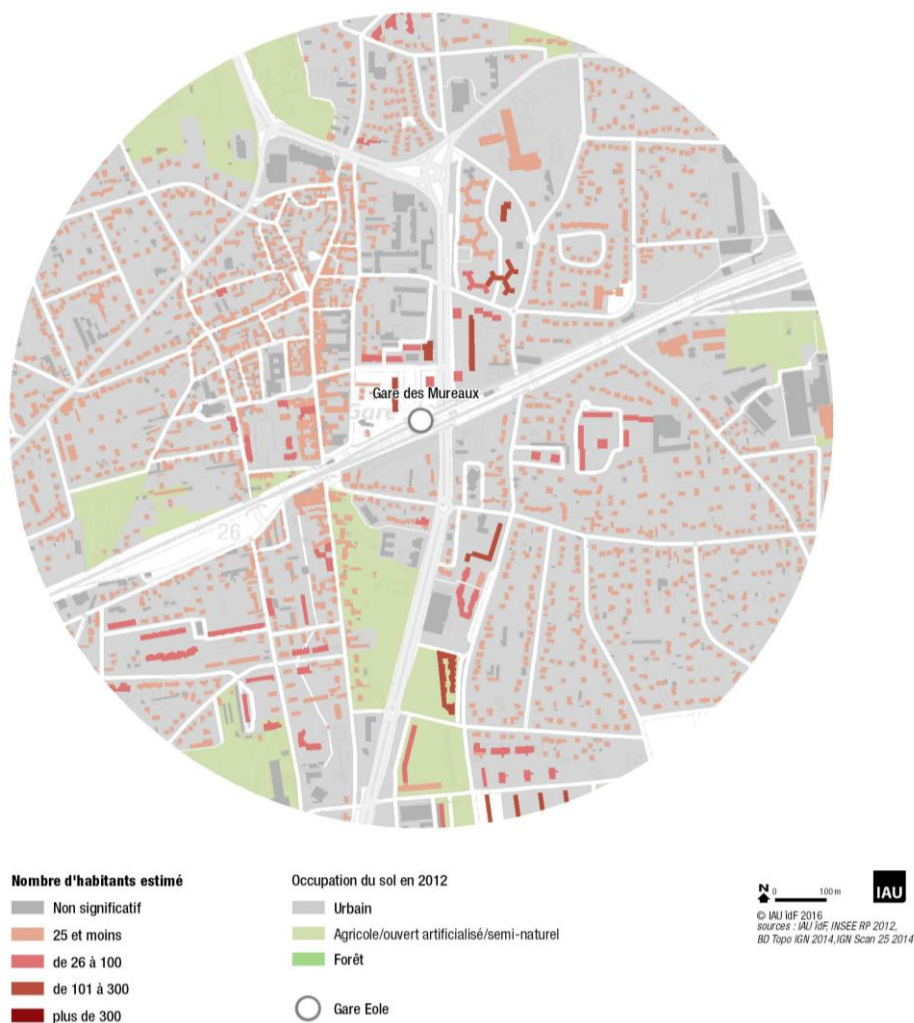 Gare des Mureaux
Gare
26
Nombre d'habitants estimé
Non significatif
25 et moins
de 26 à 100
de 101 à 300
plus de 300
Occupation du sol en 2012
Urbain
Agricole/ouvert artificialisé/semi-naturel
Forêt
Gare Eole
N 0 100 m
IAU
© IAU îdF 2016
sources : IAU îdF, INSEE RP 2012,
BD Topo IGN 2014,IGN Scan 25 2014